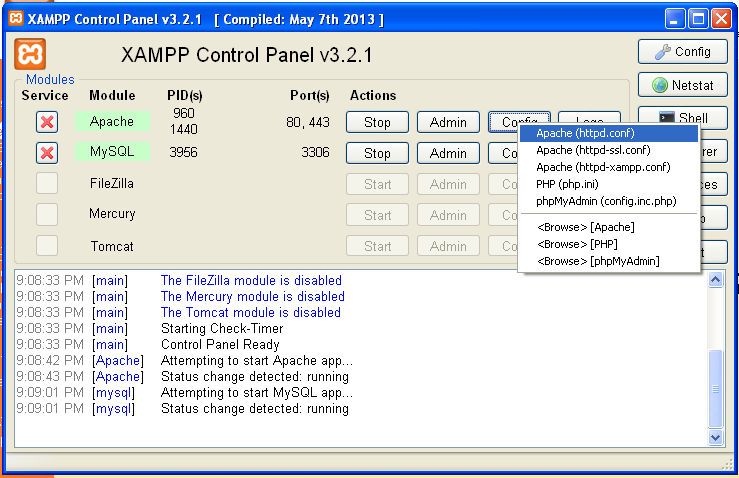 XAMPP Control Panel v3.2.1 [ Compiled: May 7th 2013 ]
XAMPP Control Panel v3.2.1
Config
Modules
Netstat
Service Module PID(s) Port(s) Actions
Shell
Apache 960 80, 443 Stop Admin Config Logs
1440
MySQL 3956 3306 Stop Admin
FileZilla Start Admin
Mercury Start Admin
Tomcat Start Admin
Apache (httpd.conf)
Apache (httpd-ssl.conf)
Apache (httpd-xampp.conf)
PHP (php.ini)
phpMyAdmin (config.inc.php)
<Browse> [Apache]
<Browse> [PHP]
<Browse> [phpMyAdmin]
9:08:33 PM [main] The FileZilla module is disabled
9:08:33 PM [main] The Mercury module is disabled
9:08:33 PM [main] The Tomcat module is disabled
9:08:33 PM [main] Starting Check-Timer
9:08:33 PM [main] Control Panel Ready
9:08:42 PM [Apache] Attempting to start Apache app...
9:08:43 PM [Apache] Status change detected: running
9:09:01 PM [mysql] Attempting to start MySQL app...
9:09:01 PM [mysql] Status change detected: running